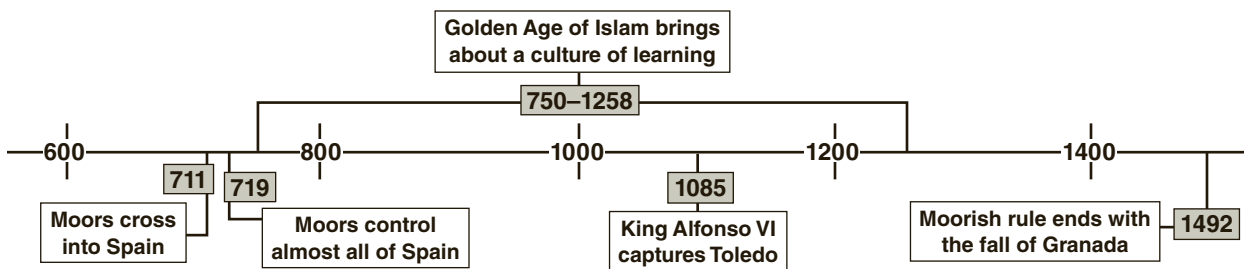 Golden Age of Islam brings
about a culture of learning
750–1258
600
800
1000
1200
1400
711
719
1085
1492
Moors cross
into Spain
Moors control
almost all of Spain
King Alfonso VI
captures Toledo
Moorish rule ends with
the fall of Granada